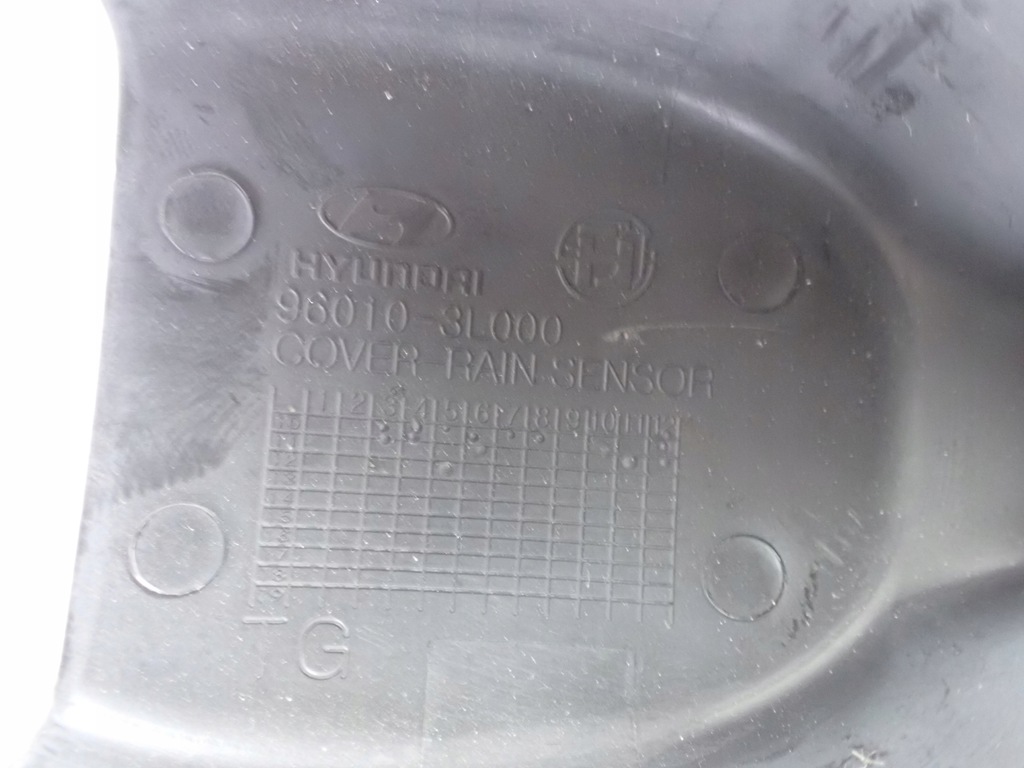 HYUNDAI
96010-3L000
COVER-RAIN SENSOR
1 2 3 4 5 6 7 8 9 10 11 12
G